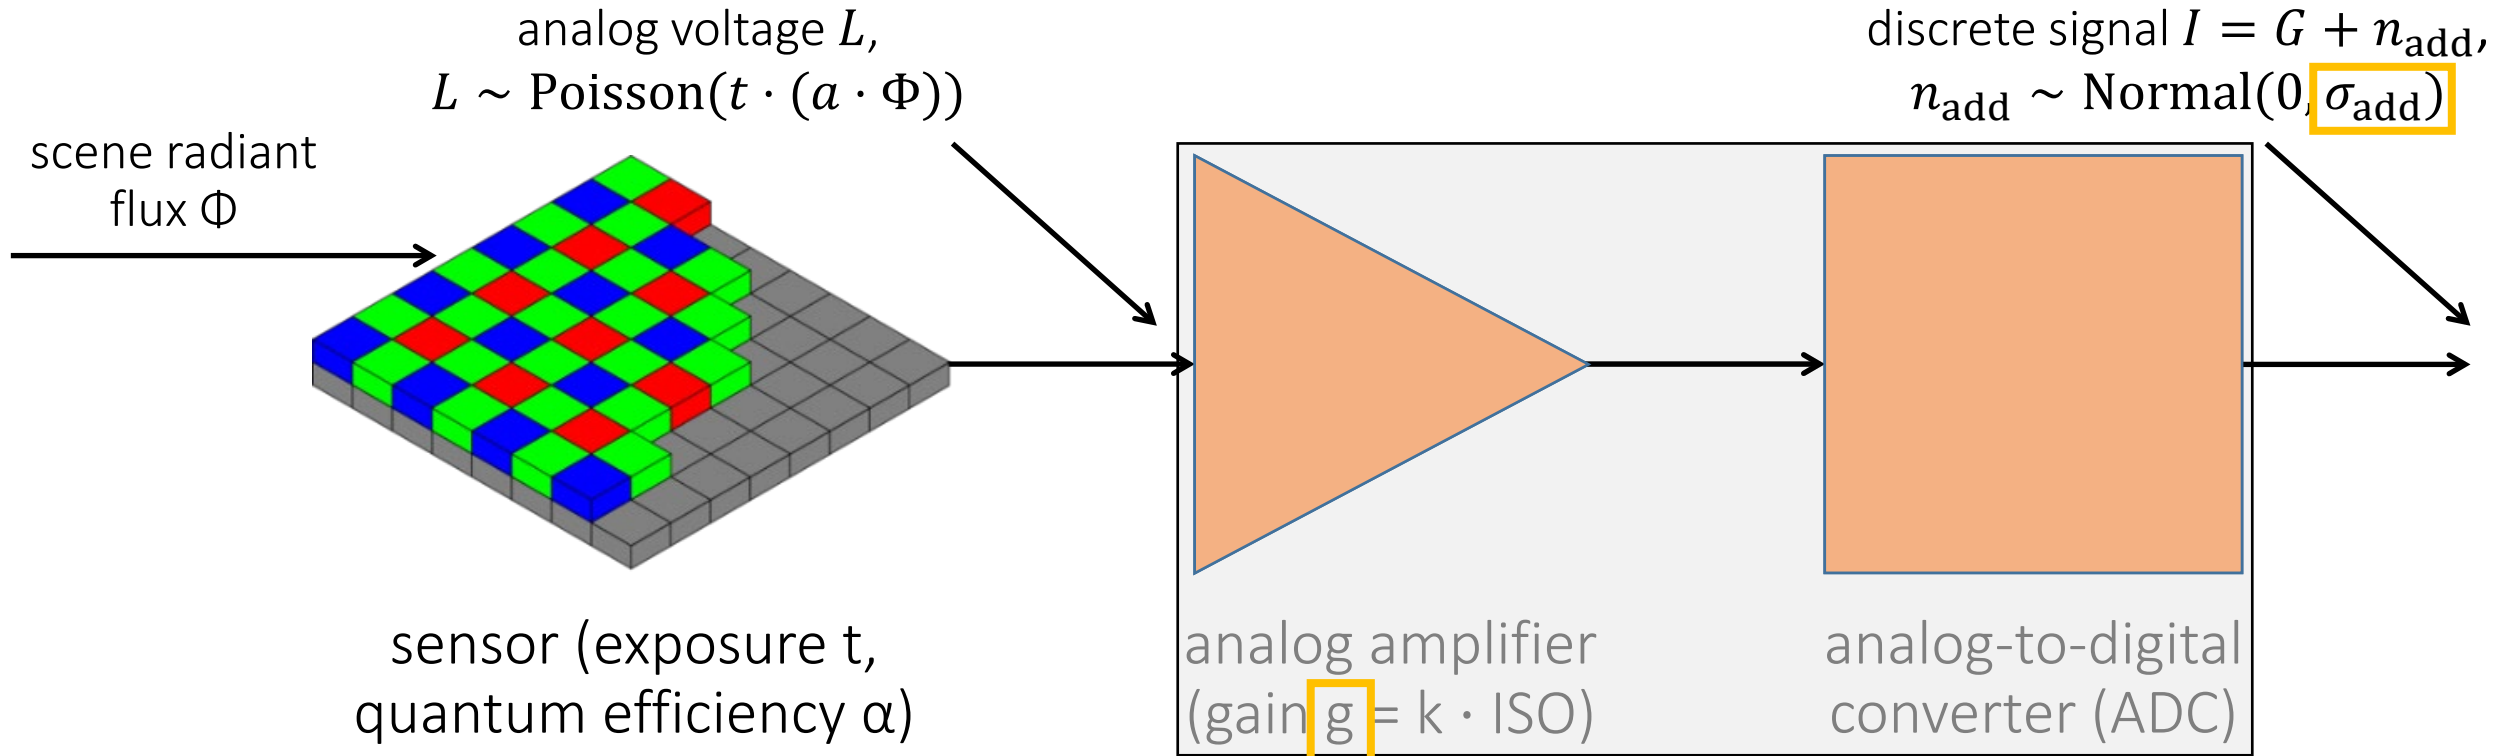 analog voltage L,
L ~ Poisson(t · (a · Φ))
discrete signal I = G + n_add,
n_add ~ Normal(0, σ_add)
scene radiant
flux Φ
sensor (exposure t,
quantum efficiency α)
analog amplifier
(gain g = k · ISO)
analog-to-digital
converter (ADC)